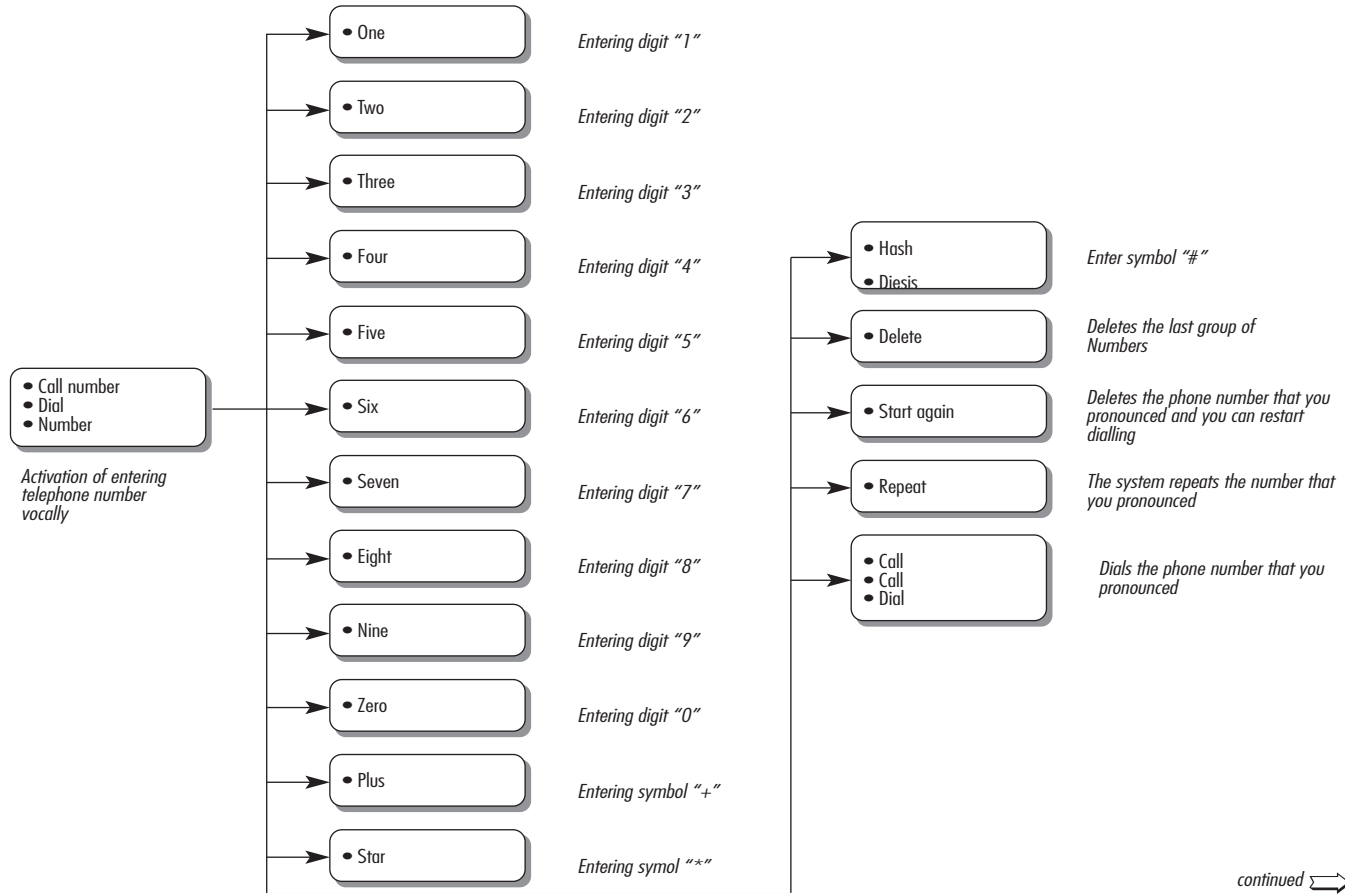 • Call number
• Dial
• Number
Activation of entering
telephone number
vocally
• One
Entering digit “1”
• Two
Entering digit “2”
• Three
Entering digit “3”
• Four
Entering digit “4”
• Five
Entering digit “5”
• Six
Entering digit “6”
• Seven
Entering digit “7”
• Eight
Entering digit “8”
• Nine
Entering digit “9”
• Zero
Entering digit “0”
• Plus
Entering symbol “+”
• Star
Entering symol “*”
• Hash
• Diesis
Enter symbol “#”
• Delete
Deletes the last group of
Numbers
• Start again
Deletes the phone number that you
pronounced and you can restart
dialling
• Repeat
The system repeats the number that
you pronounced
• Call
• Call
• Dial
Dials the phone number that you
pronounced
continued